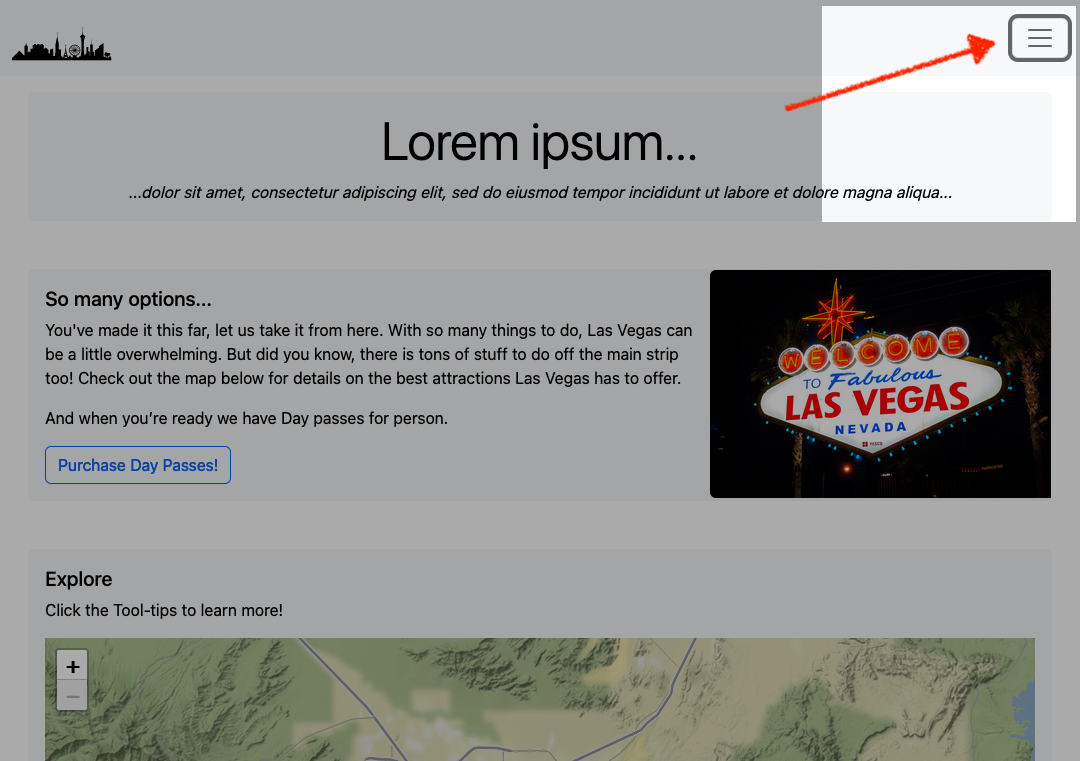 Lorem ipsum...
...dolor sit amet, consectetur adipiscing elit, sed do eiusmod tempor incididunt ut labore et dolore magna aliqua...
So many options...
You've made it this far, let us take it from here. With so many things to do, Las Vegas can
be a little overwhelming. But did you know, there is tons of stuff to do off the main strip
too! Check out the map below for details on the best attractions Las Vegas has to offer.
And when you’re ready we have Day passes for person.
Purchase Day Passes!
WELCOME
TO Fabulous
LAS VEGAS
NEVADA
YESCO
Explore
Click the Tool-tips to learn more!
+
−